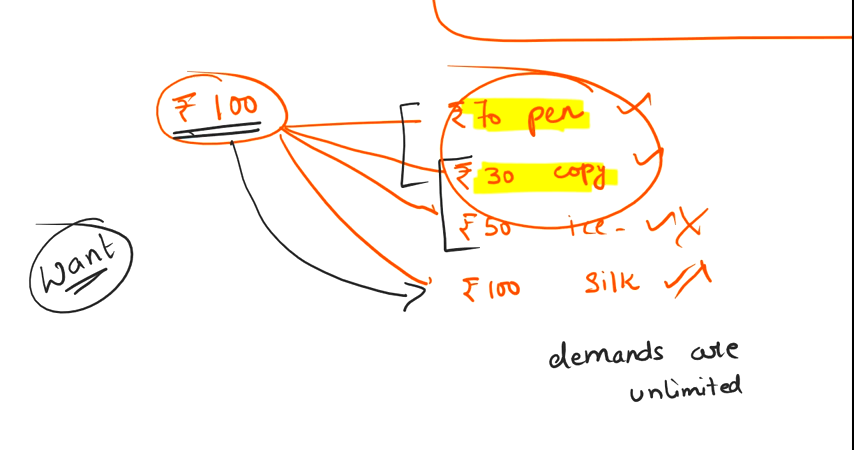 ₹ 100
₹ 70 pen
₹ 30 copy
₹ 50 ice-
₹ 100 Silk
Want
demands are
unlimited